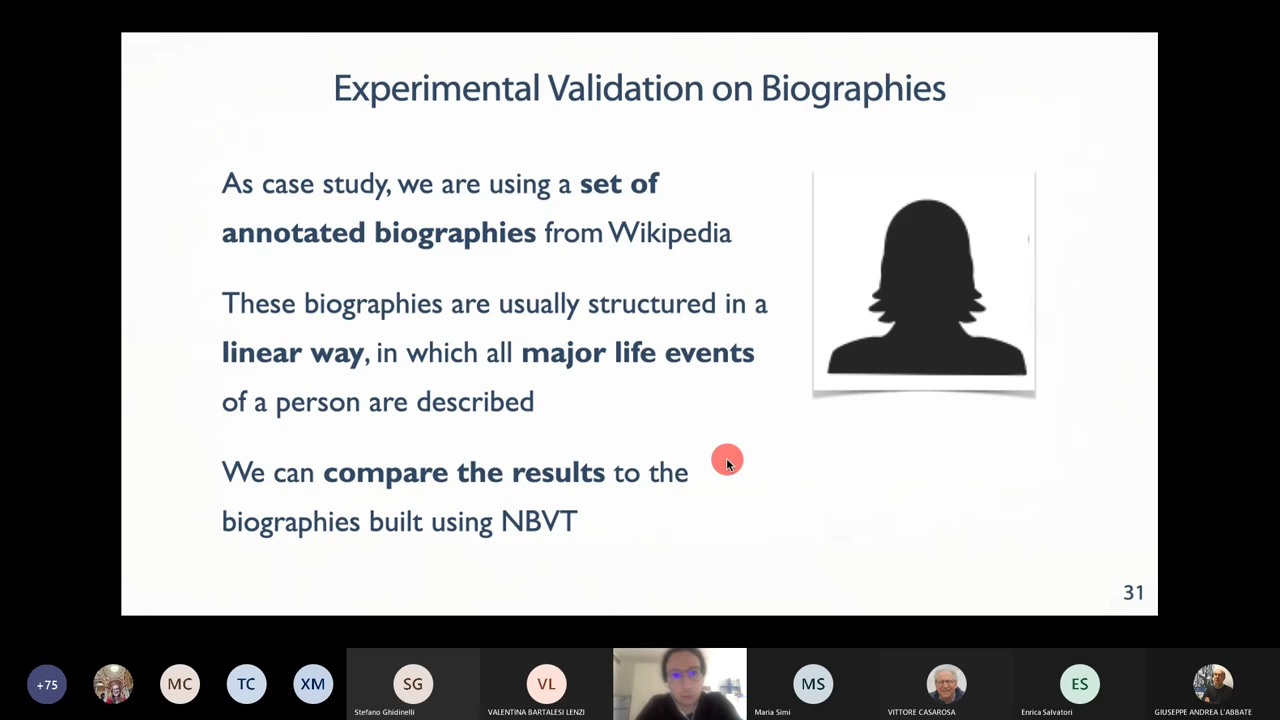 Experimental Validation on Biographies
As case study, we are using a set of
annotated biographies from Wikipedia
These biographies are usually structured in a
linear way, in which all major life events
of a person are described
We can compare the results to the
biographies built using NBVT
31
+75
MC
TC
XM
SG
VL
MS
ES
Stefano Ghidinelli
VALENTINA BARTALESI LENZI
Maria Simi
VITTORE CASAROSA
Enrica Salvatori
GIUSEPPE ANDREA L'ABBATE